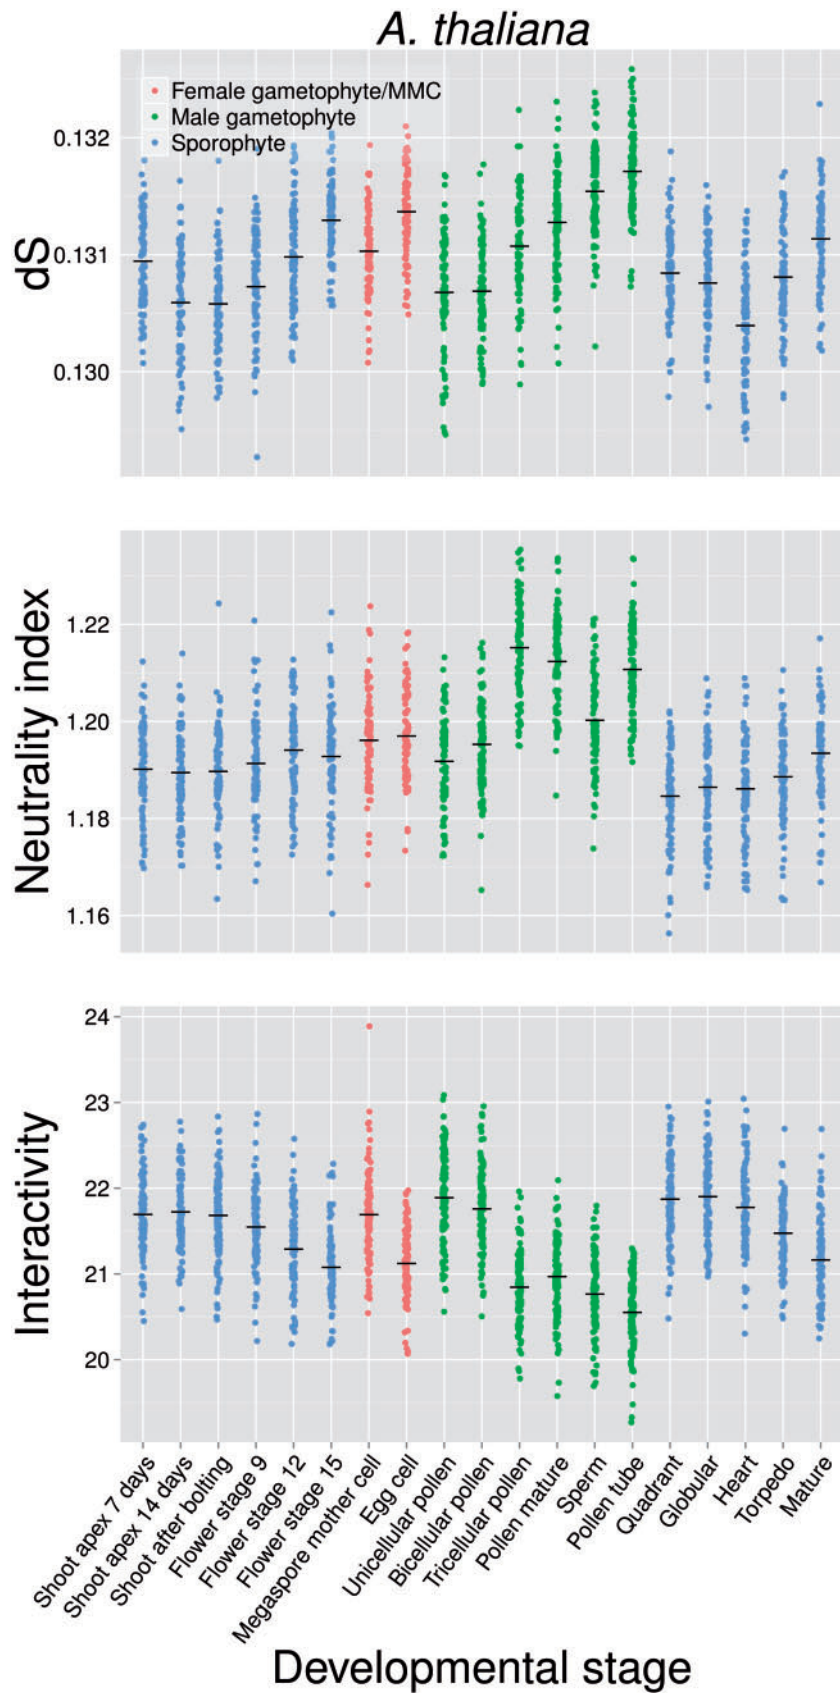 A. thaliana
Female gametophyte/MMC
Male gametophyte
Sporophyte
dS
0.132
0.131
0.130
Neutrality index
1.22
1.20
1.18
1.16
Interactivity
24
23
22
21
20
Shoot apex 7 days
Shoot apex 14 days
Shoot after bolting
Flower stage 9
Flower stage 12
Flower stage 15
Megaspore mother cell
Egg cell
Unicellular pollen
Bicellular pollen
Tricellular pollen
Pollen mature
Sperm
Pollen tube
Quadrant
Globular
Heart
Torpedo
Mature
Developmental stage